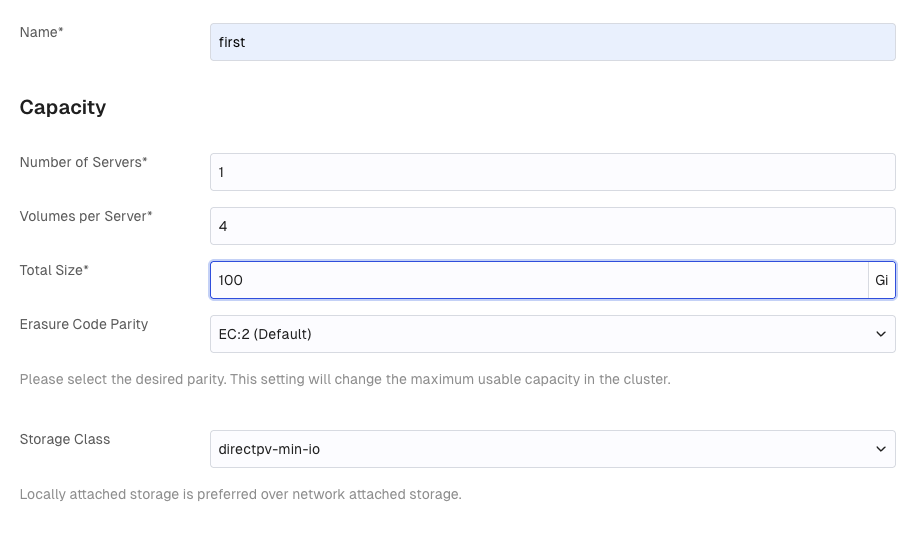 Name*
first
Capacity
Number of Servers*
1
Volumes per Server*
4
Total Size*
100
Gi
Erasure Code Parity
EC:2 (Default)
Please select the desired parity. This setting will change the maximum usable capacity in the cluster.
Storage Class
directpv-min-io
Locally attached storage is preferred over network attached storage.